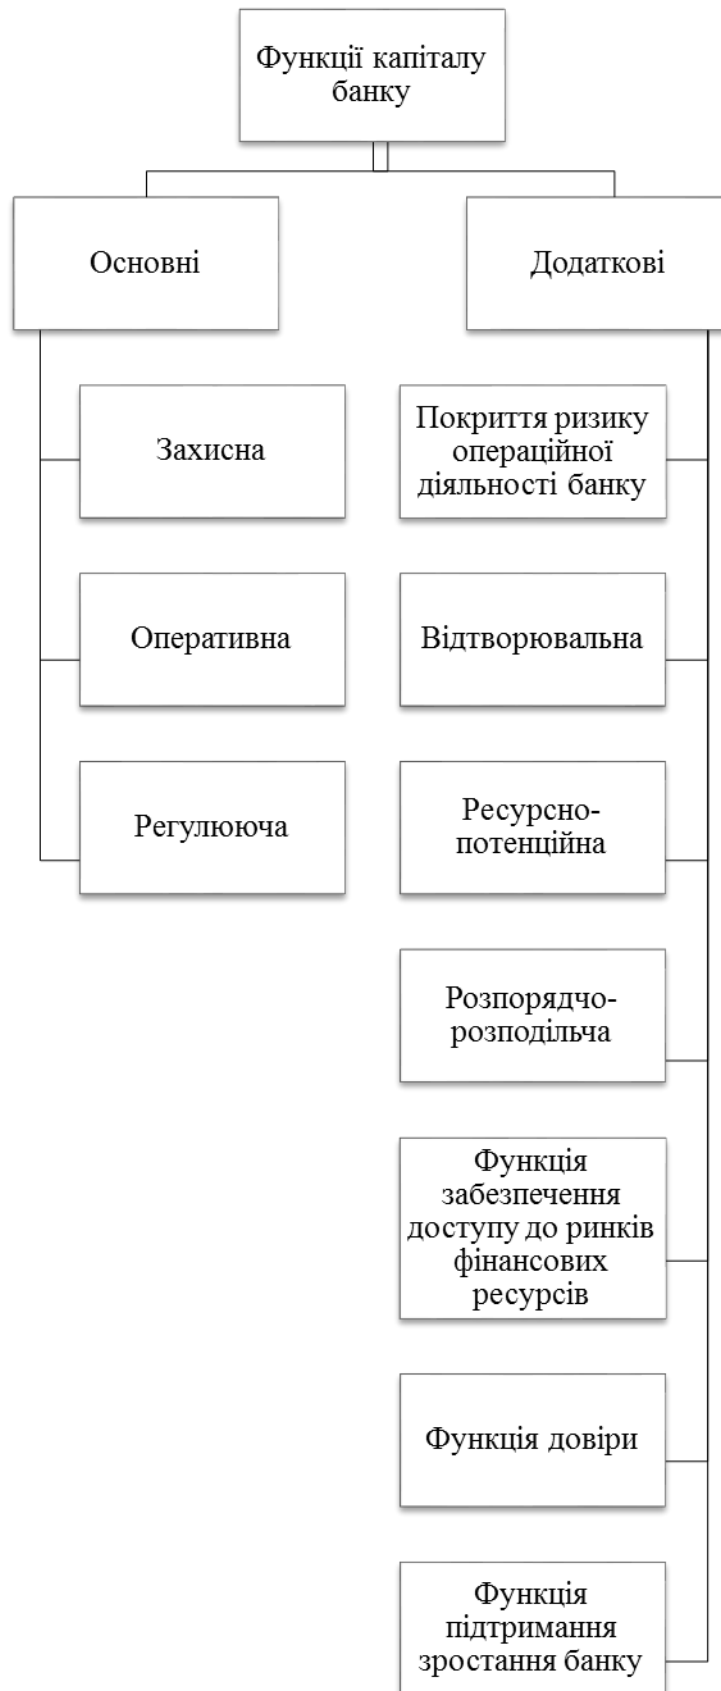 Функції капіталу
банку
Основні
Додаткові
Захисна
Оперативна
Регулююча
Покриття ризику
операційної
діяльності банку
Відтворювальна
Ресурсно-
потенційна
Розпорядчо-
розподільча
Функція
забезпечення
доступу до ринків
фінансових
ресурсів
Функція довіри
Функція
підтримання
зростання банку